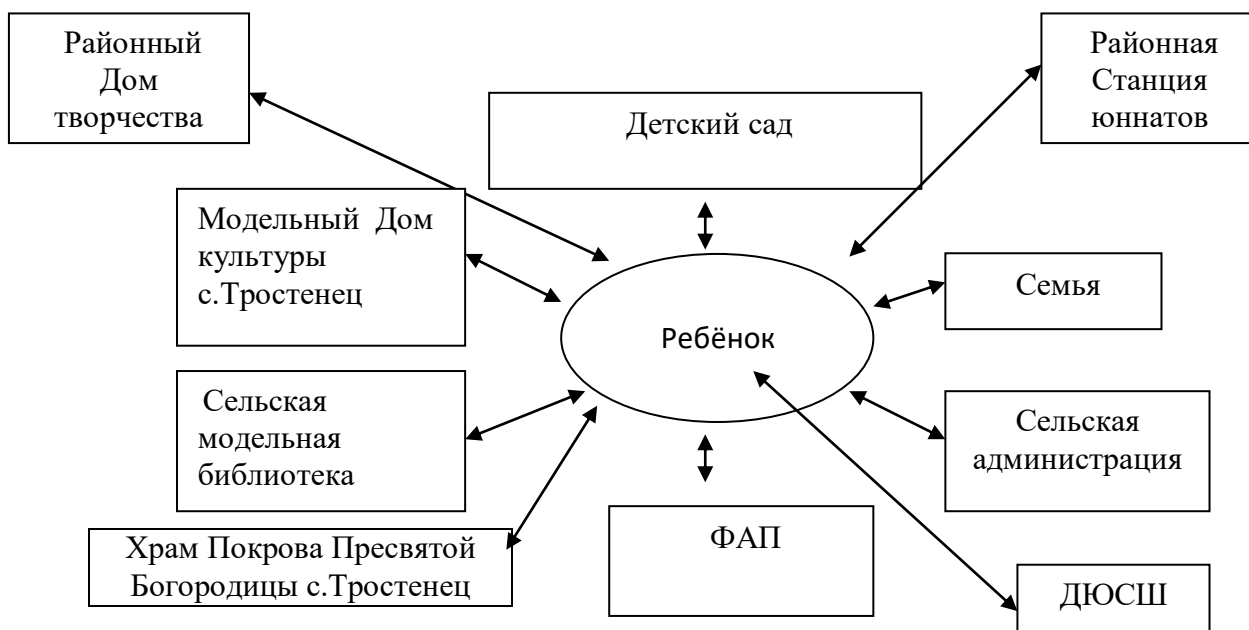 Районный
Дом
творчества
Районная
Станция
юннатов
Детский сад
Модельный Дом
культуры
с.Тростенец
Семья
Ребёнок
Сельская
модельная
библиотека
Сельская
администрация
ФАП
Храм Покрова Пресвятой
Богородицы с.Тростенец
ДЮСШ